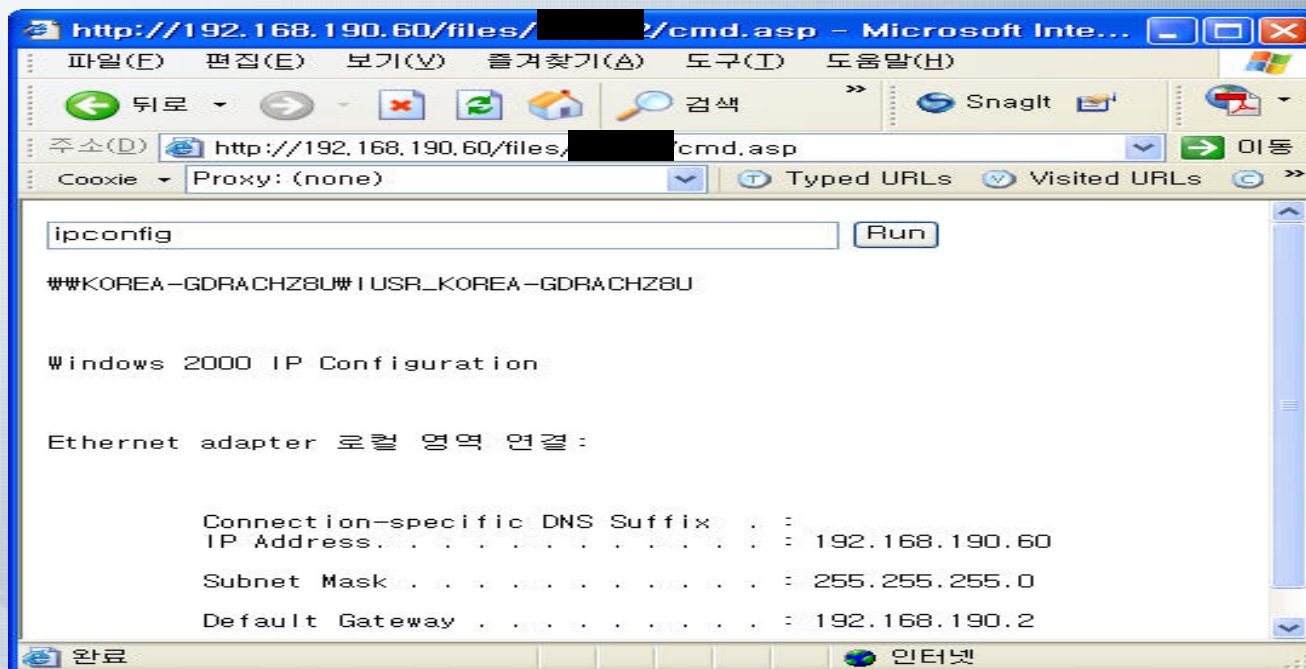 http://192.168.190.60/files/ 2/cmd.asp - Microsoft Inte...
파일(F) 편집(E) 보기(V) 즐겨찾기(A) 도구(T) 도움말(H)
뒤로 검색 » SnagIt
주소(D) http://192.168.190.60/files/ /cmd.asp 이동
Cooxie Proxy: (none) Typed URLs Visited URLs »
ipconfig Run
₩₩KOREA-GDRACHZ8U₩IUSR_KOREA-GDRACHZ8U
Windows 2000 IP Configuration
Ethernet adapter 로컬 영역 연결:
Connection-specific DNS Suffix . :
IP Address. . . . . . . . . . . . : 192.168.190.60
Subnet Mask . . . . . . . . . . . : 255.255.255.0
Default Gateway . . . . . . . . . : 192.168.190.2
완료 인터넷